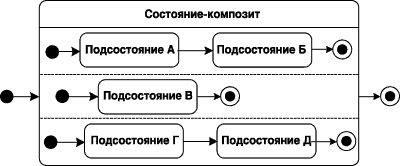 Состояние-композит
Подсостояние А
Подсостояние Б
Подсостояние В
Подсостояние Г
Подсостояние Д